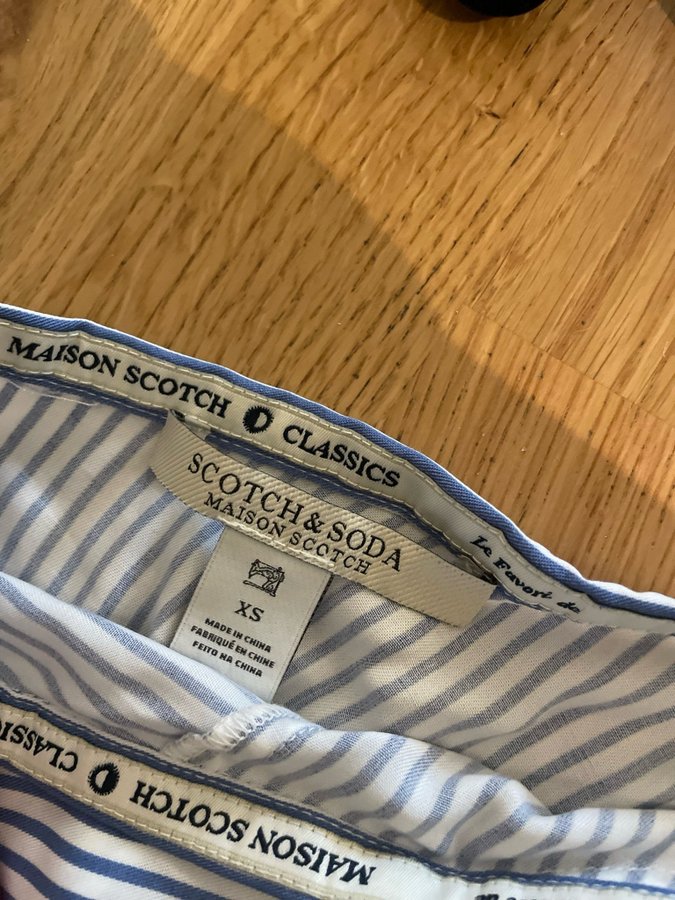 MAISON SCOTCH CLASSICS
SCOTCH & SODA
MAISON SCOTCH
Le Favori de
XS
MADE IN CHINA
FABRIQUÉ EN CHINE
FEITO NA CHINA
MAISON SCOTCH CLASSIC